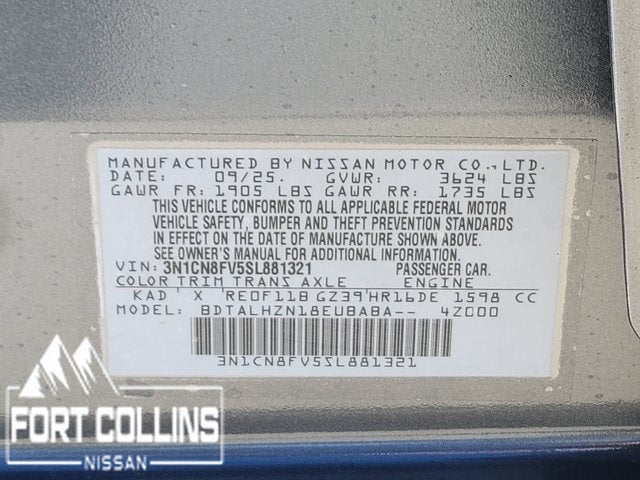 MANUFACTURED BY NISSAN MOTOR CO.,LTD.
DATE: 09/25. GVWR: 3624 LBS
GAWR FR: 1905 LBS GAWR RR: 1735 LBS
THIS VEHICLE CONFORMS TO ALL APPLICABLE FEDERAL MOTOR
VEHICLE SAFETY, BUMPER AND THEFT PREVENTION STANDARDS
IN EFFECT ON THE DATE OF MANUFACTURE SHOWN ABOVE.
SEE OWNER'S MANUAL FOR ADDITIONAL INFORMATION.
VIN: 3N1CN8FV5SL881321 PASSENGER CAR.
COLOR TRIM TRANS AXLE ENGINE
KAD X RE0F11B GZ39 HR16DE 1598 CC
MODEL: BDTALHZN18EUBABA-- 4Z000
3N1CN8FV5SL881321
FORT COLLINS
NISSAN